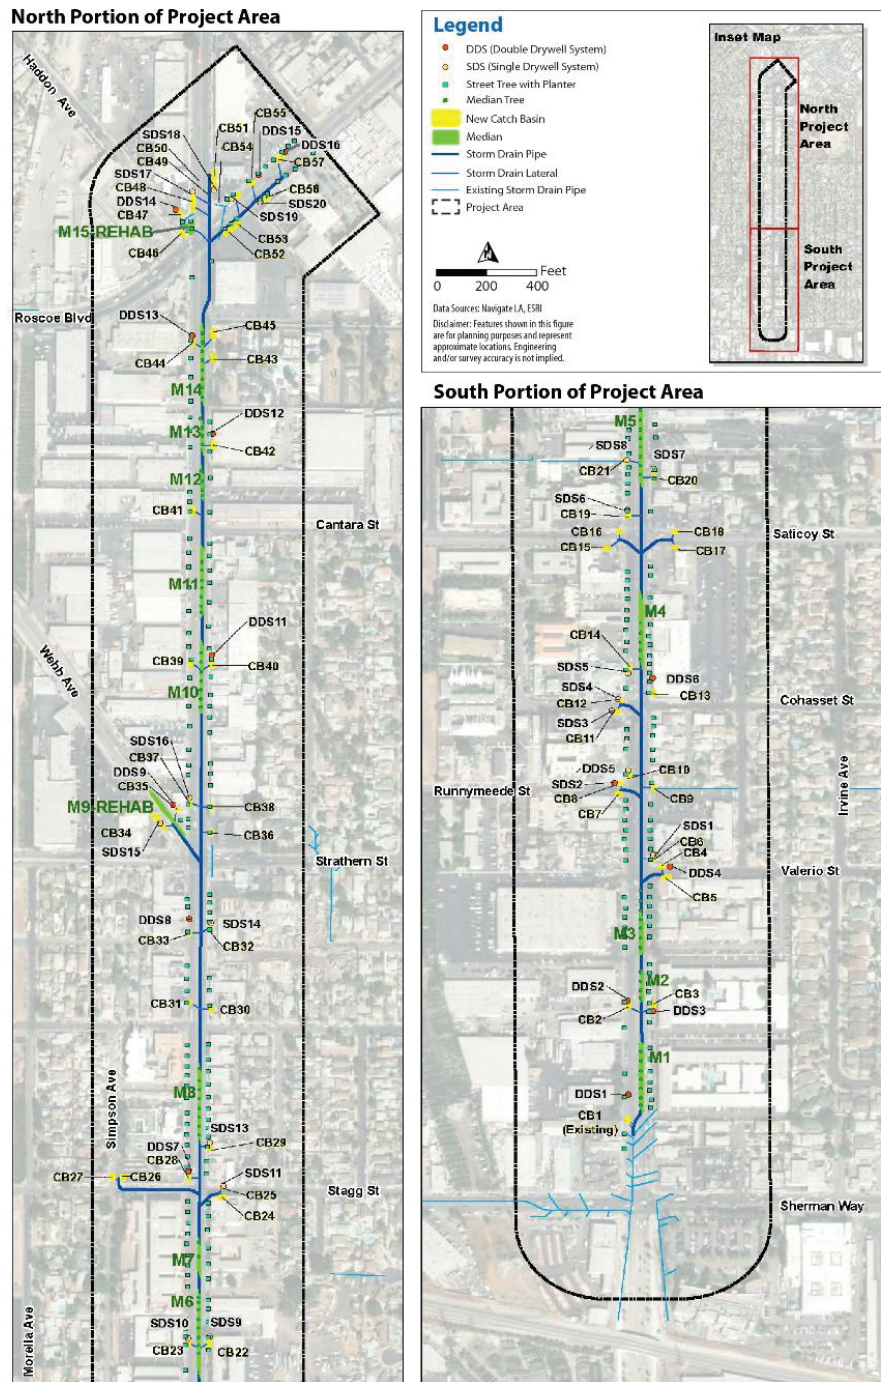 North Portion of Project Area
Haddon Ave
CB55
CB51
DDS15
SDS18
CB54
DDS16
CB50
CB49
CB57
SDS17
CB48
CB56
DDS14
SDS20
SDS19
CB47
M15-REHAB
CB53
CB46
CB52
Roscoe Blvd
DDS13
CB45
CB44
CB43
M14
DDS12
M13
CB42
M12
CB41
Cantara St
M11
DDS11
Webb Ave
CB39
CB40
M10
SDS16
CB37
DDS9
CB35
M9-REHAB
CB38
CB34
CB36
SDS15
Strathern St
DDS8
SDS14
CB33
CB32
CB31
CB30
Simpson Ave
M8
SDS13
DDS7
CB29
CB28
CB27
CB26
SDS11
CB25
Stagg St
CB24
M7
M6
Morella Ave
SDS10
SDS9
CB23
CB22
Legend
DDS (Double Drywell System)
SDS (Single Drywell System)
Street Tree with Planter
Median Tree
New Catch Basin
Median
Storm Drain Pipe
Storm Drain Lateral
Existing Storm Drain Pipe
Project Area
N
Feet
0 200 400
Data Sources: Navigate LA, ESRI
Disclaimer: Features shown in this figure
are for planning purposes and represent
approximate locations. Engineering
and/or survey accuracy is not implied.
Inset Map
North
Project
Area
South
Project
Area
South Portion of Project Area
M5
SDS8
SDS7
CB21
CB20
SDS6
CB19
CB16
CB18
Saticoy St
CB15
CB17
M4
CB14
SDS5
DDS6
SDS4
CB13
CB12
Cohasset St
SDS3
CB11
DDS5
CB10
Irvine Ave
SDS2
Runnymeede St
CB8
CB9
CB7
SDS1
CB6
CB4
DDS4
Valerio St
CB5
M3
M2
DDS2
CB3
CB2
DDS3
M1
DDS1
CB1
(Existing)
Sherman Way